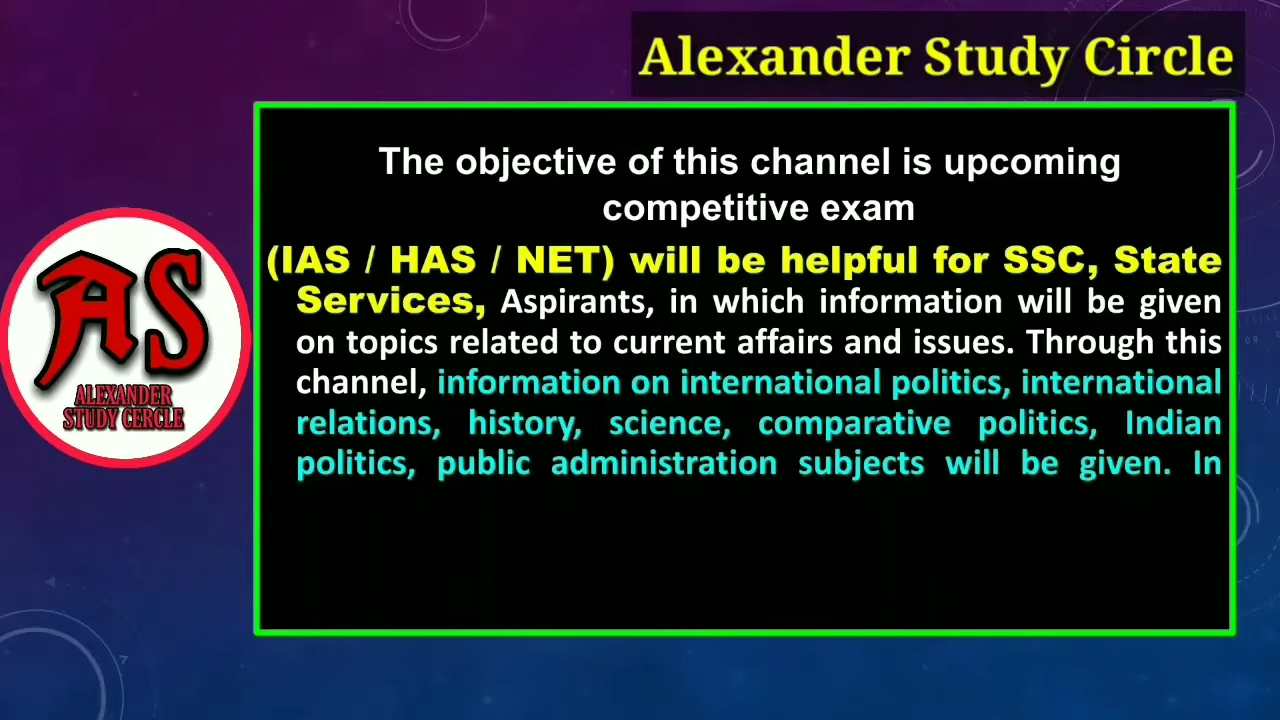 Alexander Study Circle
The objective of this channel is upcoming
competitive exam
(IAS / HAS / NET) will be helpful for SSC, State
Services, Aspirants, in which information will be given
on topics related to current affairs and issues. Through this
channel, information on international politics, international
relations, history, science, comparative politics, Indian
politics, public administration subjects will be given. In
AS
ALEXANDER
STUDY CERCLE